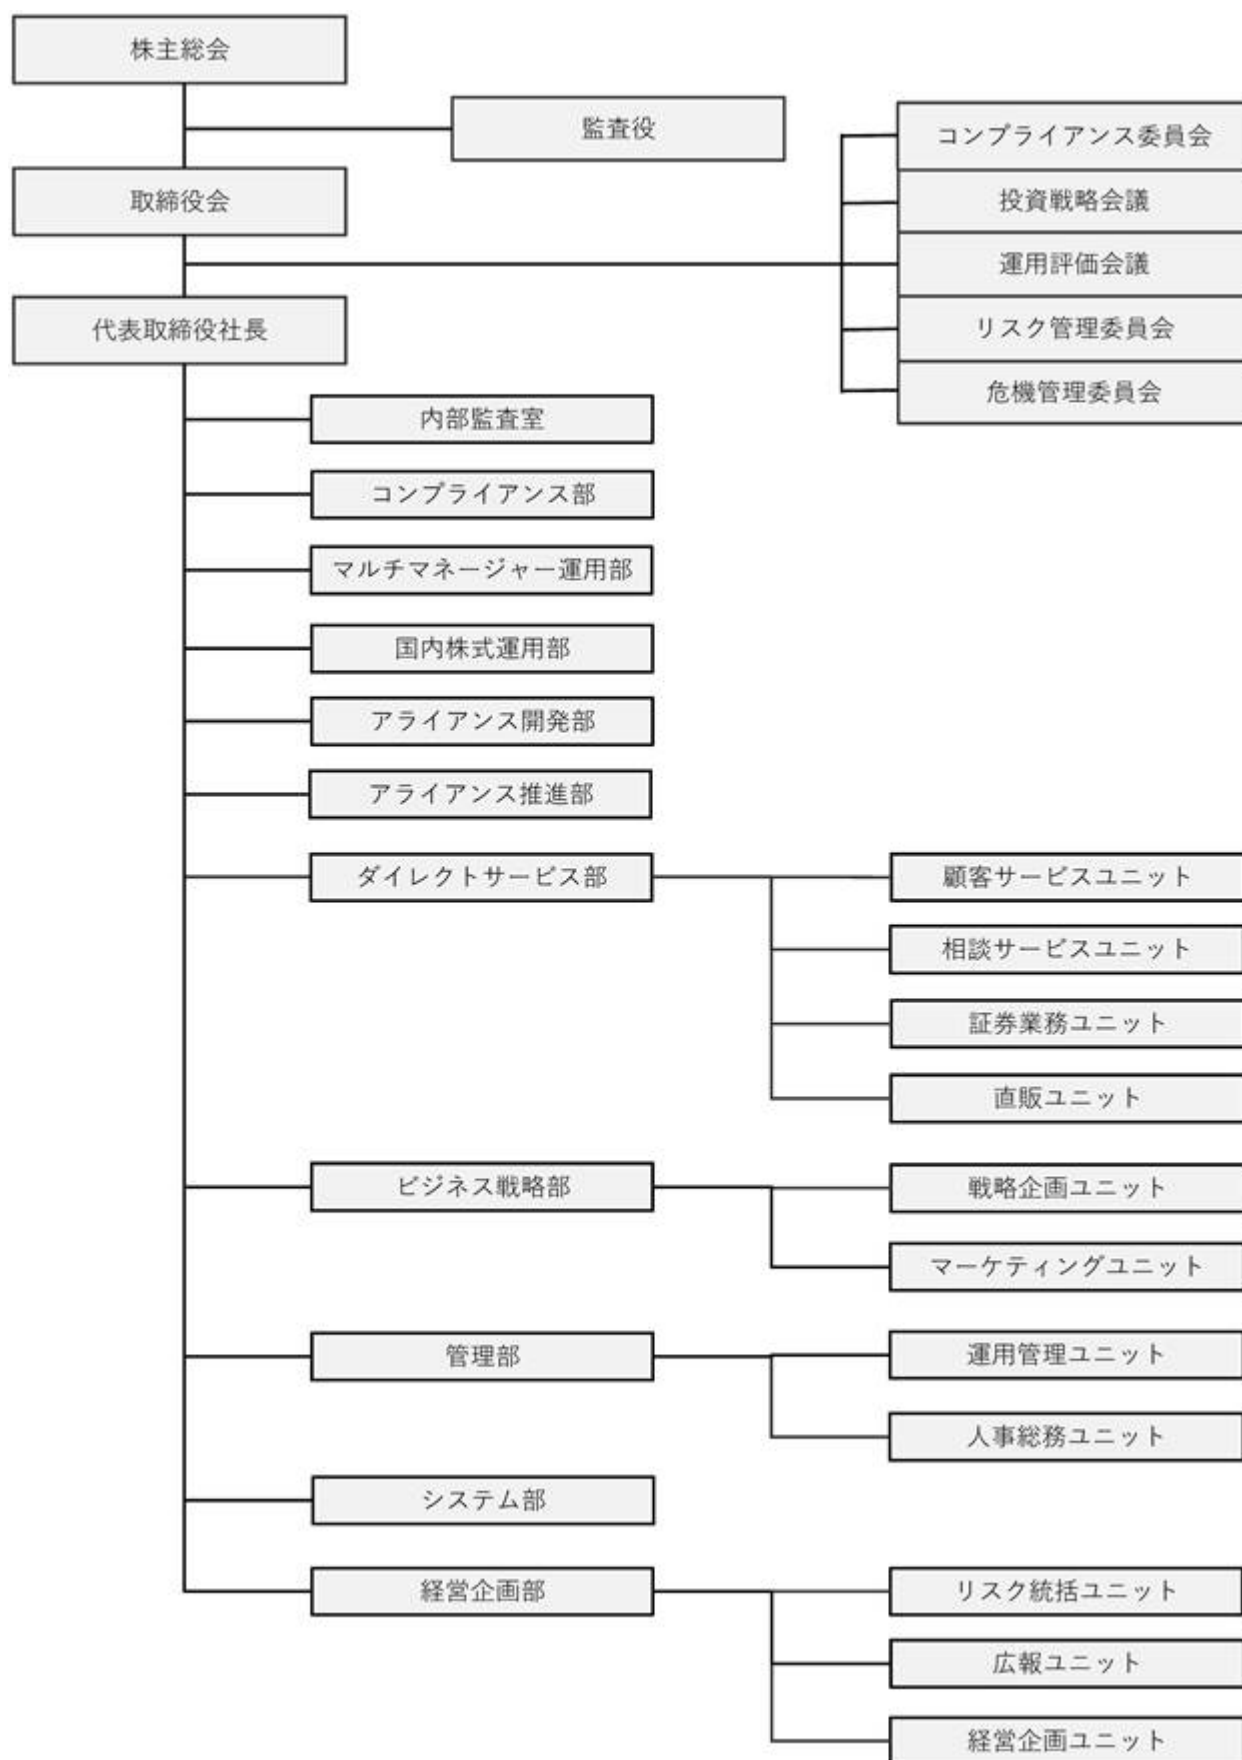 株主総会
監査役
取締役会
代表取締役社長
コンプライアンス委員会
投資戦略会議
運用評価会議
リスク管理委員会
危機管理委員会
内部監査室
コンプライアンス部
マルチマネージャー運用部
国内株式運用部
アライアンス開発部
アライアンス推進部
ダイレクトサービス部
顧客サービスユニット
相談サービスユニット
証券業務ユニット
直販ユニット
ビジネス戦略部
戦略企画ユニット
マーケティングユニット
管理部
運用管理ユニット
人事総務ユニット
システム部
経営企画部
リスク統括ユニット
広報ユニット
経営企画ユニット